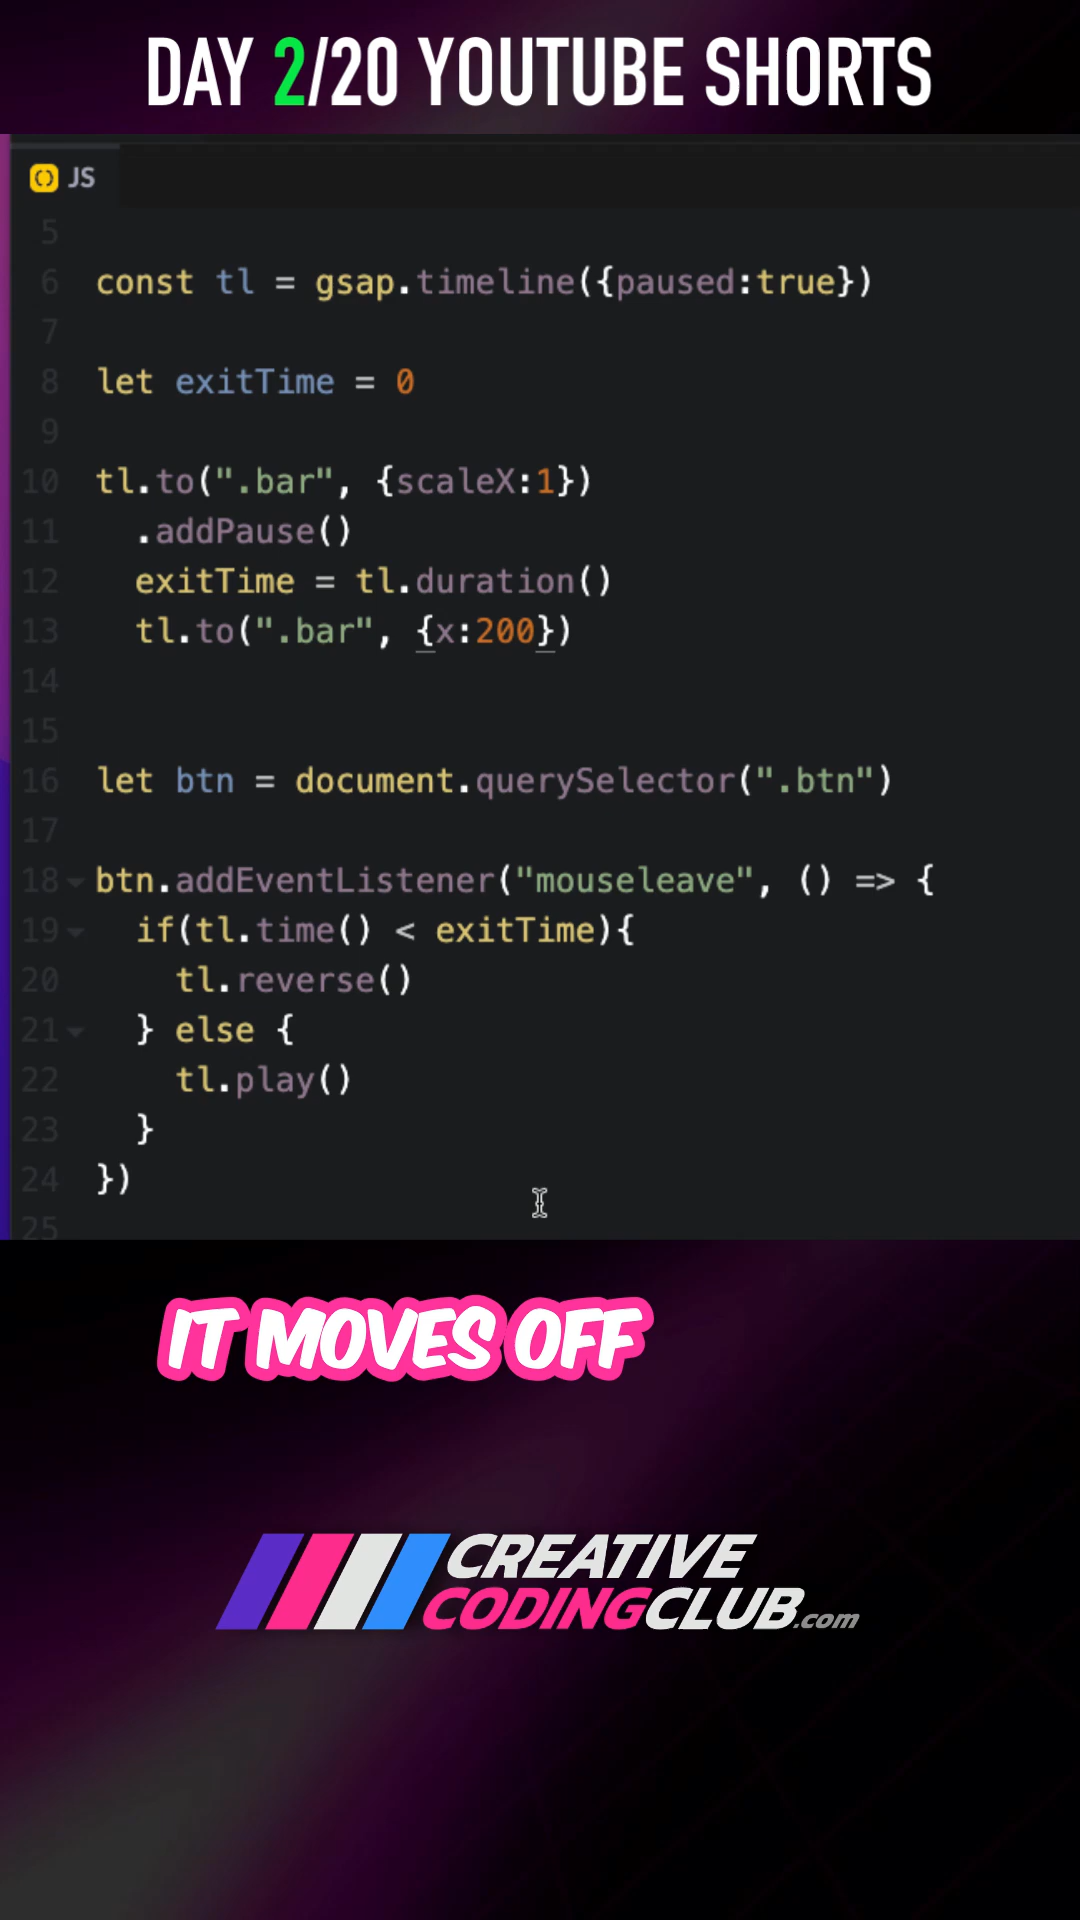 DAY 2/20 YOUTUBE SHORTS
JS
5
6 const tl = gsap.timeline({paused:true})
7
8 let exitTime = 0
9
10 tl.to(".bar", {scaleX:1})
11   .addPause()
12   exitTime = tl.duration()
13   tl.to(".bar", {x:200})
14
15
16 let btn = document.querySelector(".btn")
17
18 btn.addEventListener("mouseleave", () => {
19   if(tl.time() < exitTime){
20     tl.reverse()
21   } else {
22     tl.play()
23   }
24 })
25
IT MOVES OFF
CREATIVE
CODINGCLUB.com